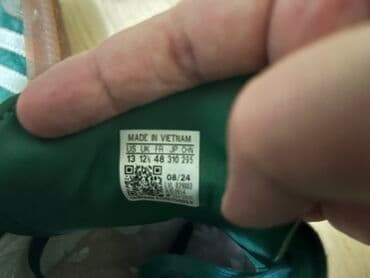 MADE IN VIETNAM
US UK FR JP CHN
13 12½ 48 310 295
08/24